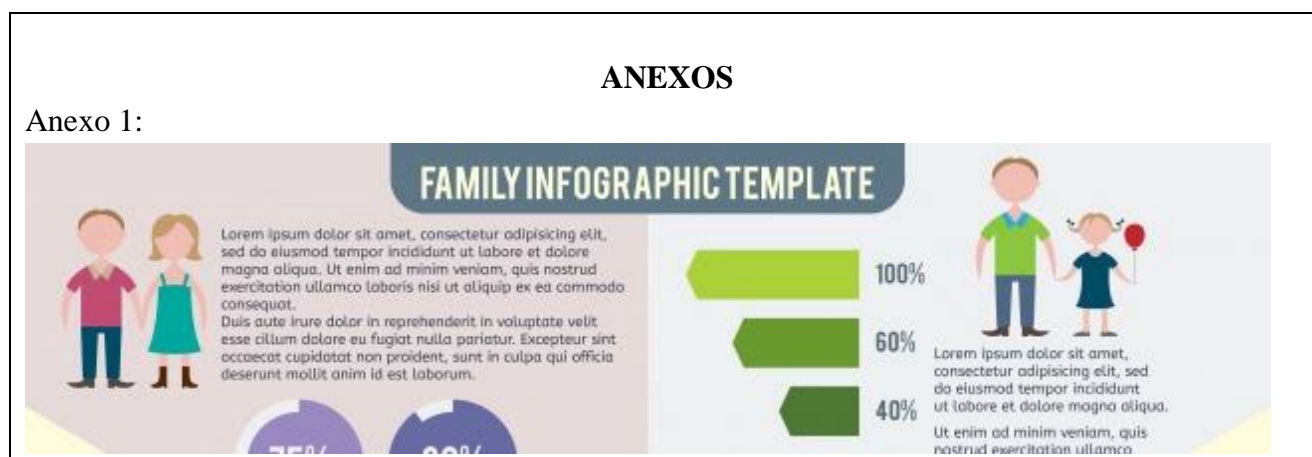 ANEXOS
Anexo 1:
FAMILY INFOGRAPHIC TEMPLATE
Lorem ipsum dolor sit amet, consectetur adipisicing elit,
sed do eiusmod tempor incididunt ut labore et dolore
magna aliqua. Ut enim ad minim veniam, quis nostrud
exercitation ullamco laboris nisi ut aliquip ex ea commodo
consequat.
Duis aute irure dolor in reprehenderit in voluptate velit
esse cillum dolore eu fugiat nulla pariatur. Excepteur sint
occaecat cupidatat non proident, sunt in culpa qui officia
deserunt mollit anim id est laborum.
100%
60%
40%
Lorem ipsum dolor sit amet,
consectetur adipisicing elit, sed
do eiusmod tempor incididunt
ut labore et dolore magna aliqua.
Ut enim ad minim veniam, quis
nostrud exercitation ullamco
75%